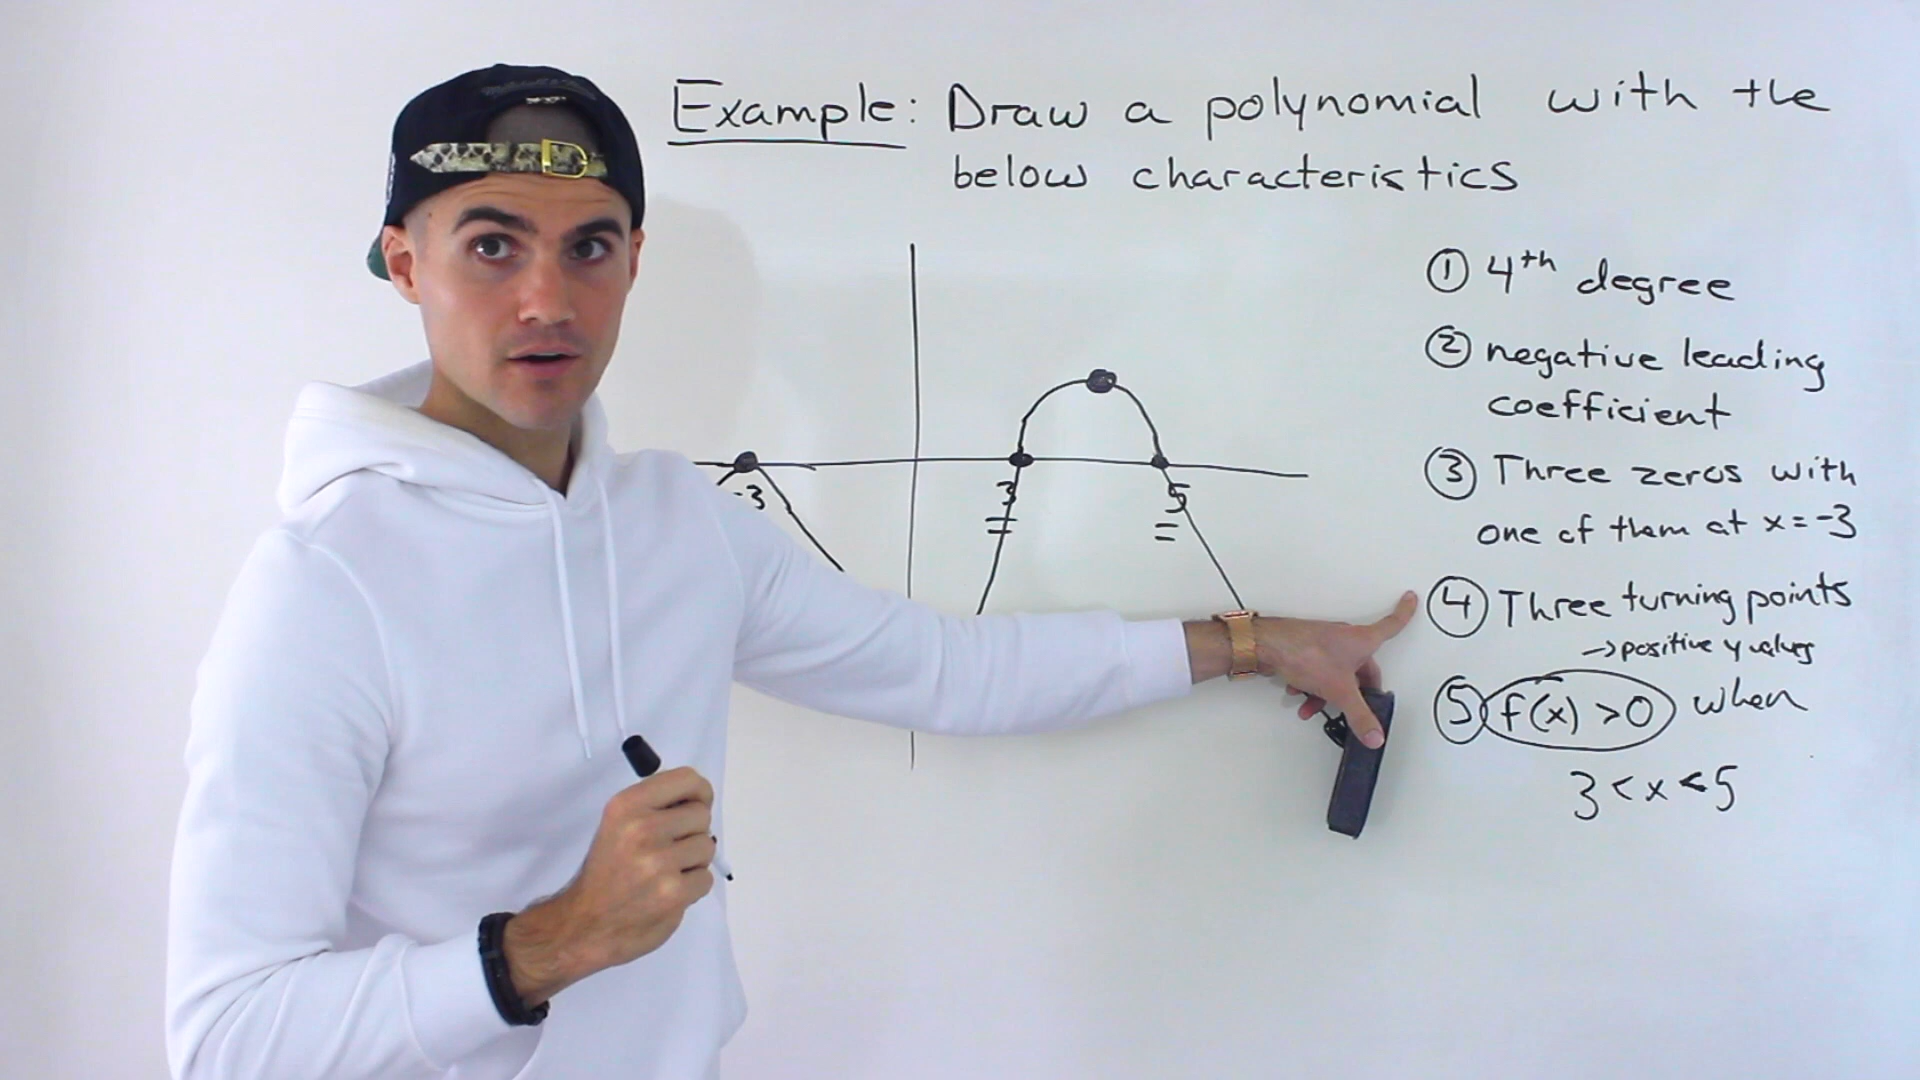 Example: Draw a polynomial with the
below characteristics
① 4th degree
② negative leading
coefficient
③ Three zeros with
one of them at x=-3
④ Three turning points
→ positive y values
⑤ f(x) >0 when
3<x<5
-3
3
5